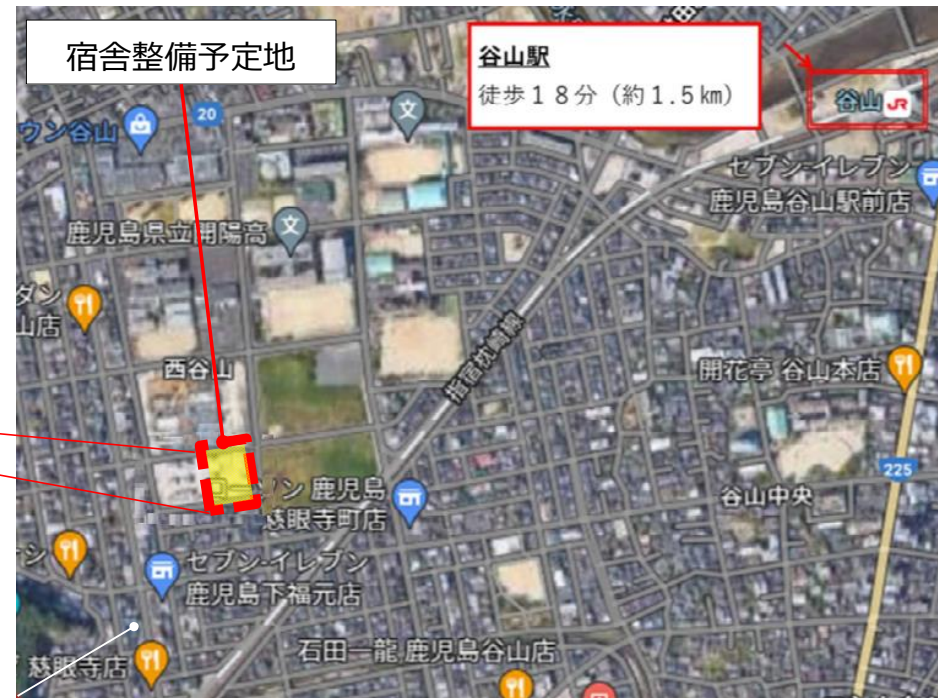 宿舎整備予定地
谷山駅
徒歩18分（約1.5㎞）
谷山 JR
ウン谷山
20
文
セブン-イレブン
鹿児島谷山駅前店
鹿児島県立開陽高
文
ダン
山店
西谷山
指宿枕崎線
開花亭 谷山本店
225
ソン 鹿児島
慈眼寺町店
谷山中央
セブン-イレブン
鹿児島下福元店
石田一龍 鹿児島谷山店
慈眼寺店